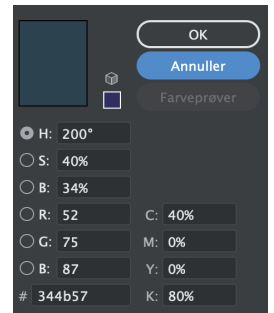 OK
Annuller
Farveprøver
H: 200°
S: 40%
B: 34%
R: 52 C: 40%
G: 75 M: 0%
B: 87 Y: 0%
# 344b57 K: 80%